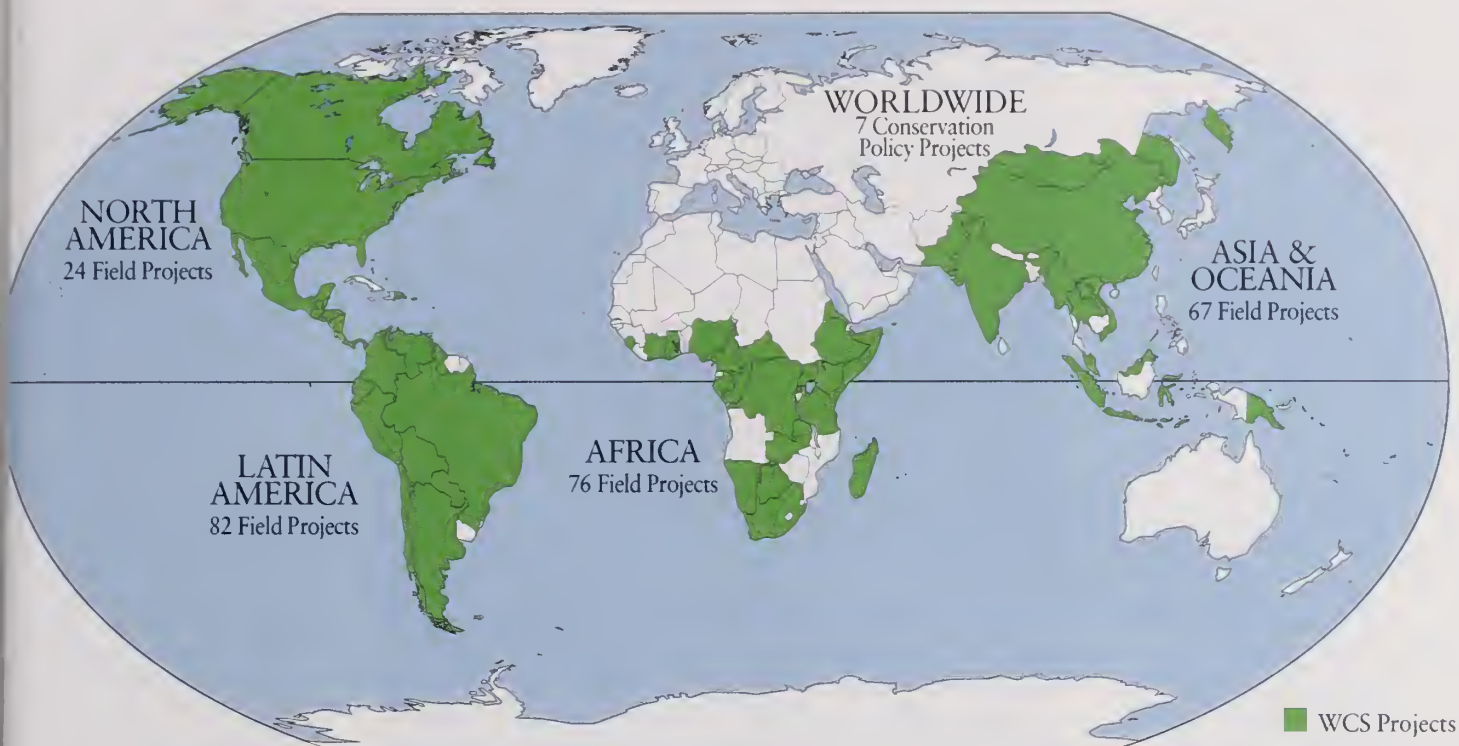 WORLDWIDE
7 Conservation
Policy Projects
NORTH
AMERICA
24 Field Projects
ASIA &
OCEANIA
67 Field Projects
LATIN
AMERICA
82 Field Projects
AFRICA
76 Field Projects
WCS Projects